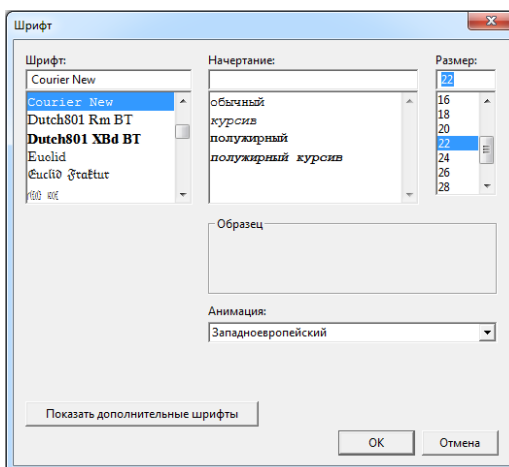 Шрифт
Шрифт:
Courier New
Courier New
Dutch801 Rm BT
Dutch801 XBd BT
Euclid
Euclid Fraktur
Начертание:
обычный
курсив
полужирный
полужирный курсив
Размер:
22
16
18
20
22
24
26
28
Образец
Анимация:
Западноевропейский
Показать дополнительные шрифты
ОК
Отмена